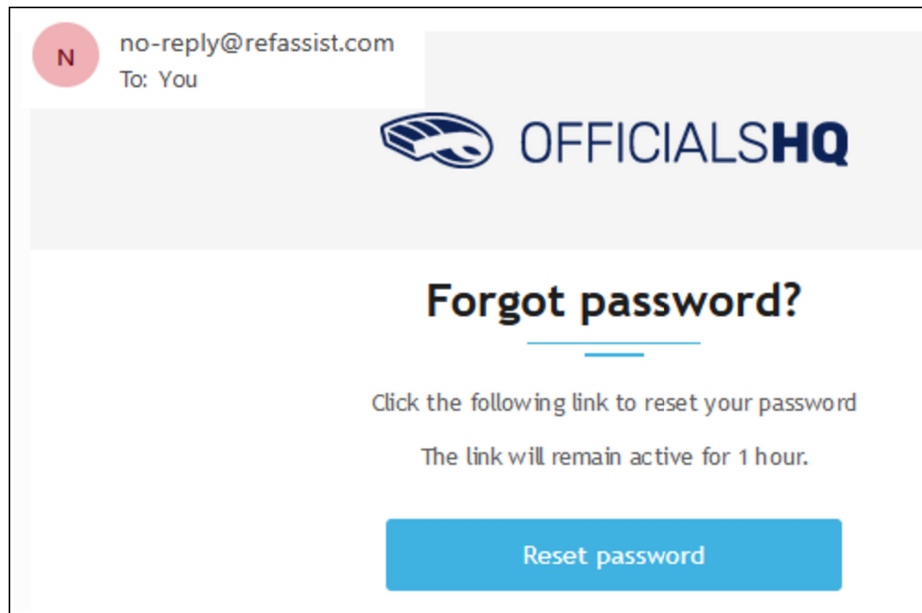 N
no-reply@refassist.com
To: You
OFFICIALSHQ
Forgot password?
Click the following link to reset your password
The link will remain active for 1 hour.
Reset password